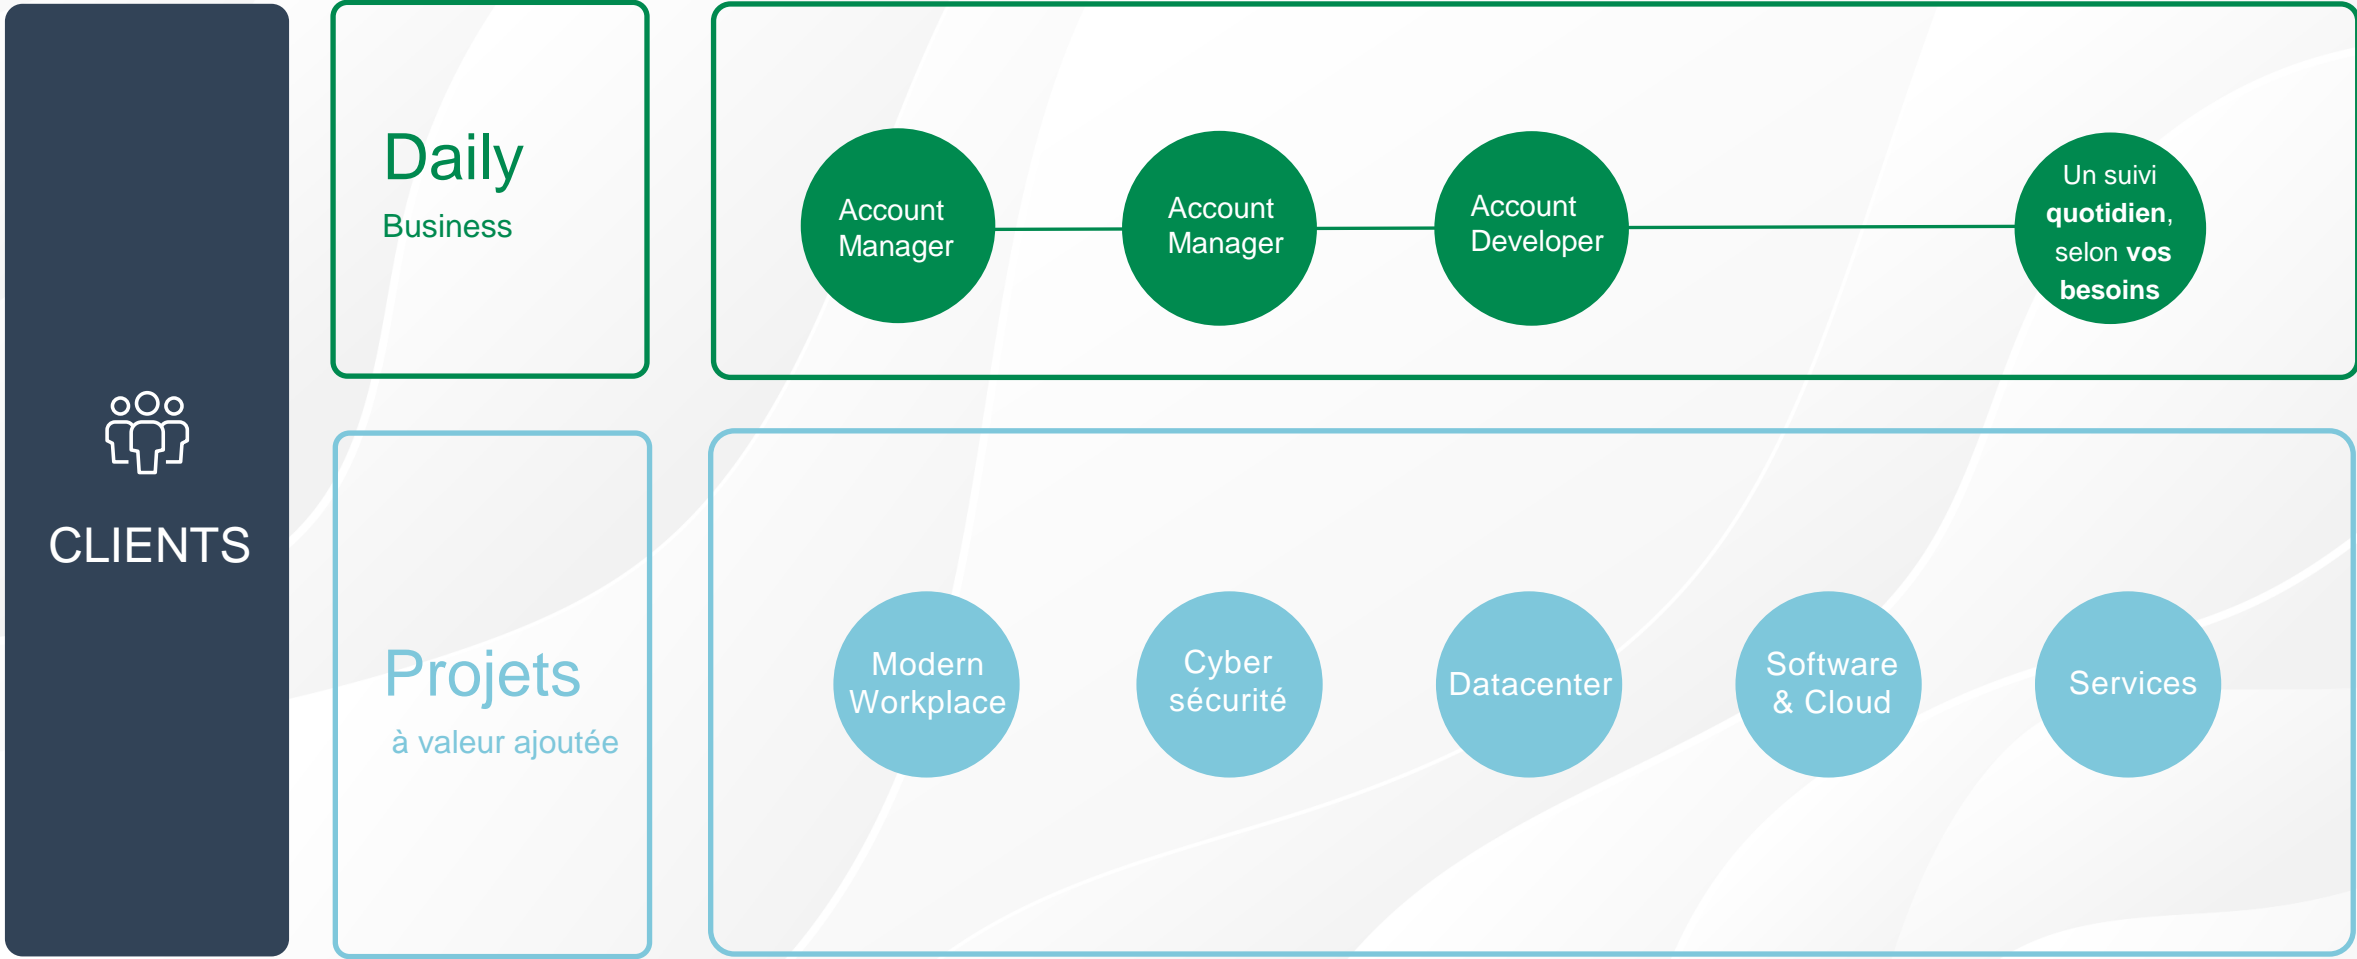 CLIENTS
Daily
Business
Account
Manager
Account
Manager
Account
Developer
Un suivi
quotidien,
selon vos
besoins
Projets
à valeur ajoutée
Modern
Workplace
Cyber
sécurité
Datacenter
Software
& Cloud
Services